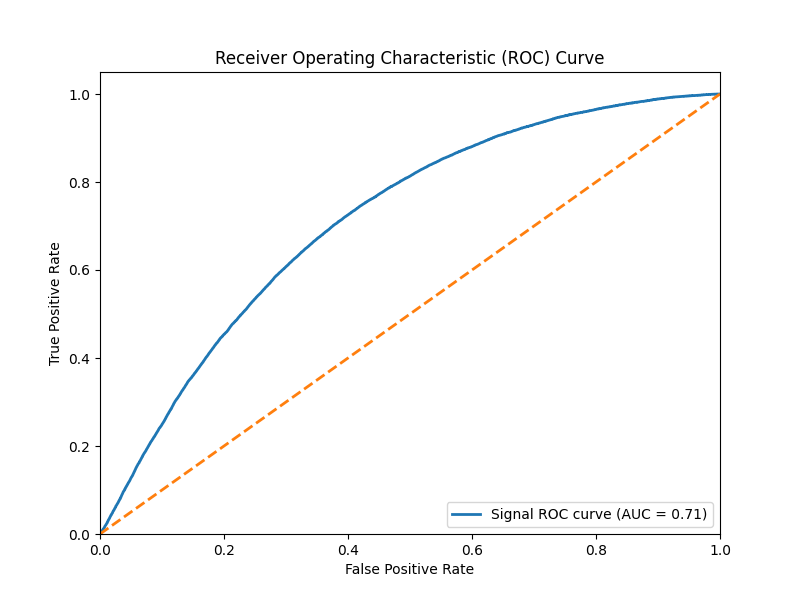 Receiver Operating Characteristic (ROC) Curve
1.0
0.8
0.6
0.4
0.2
0.0
True Positive Rate
Signal ROC curve (AUC = 0.71)
0.0 0.2 0.4 0.6 0.8 1.0
False Positive Rate